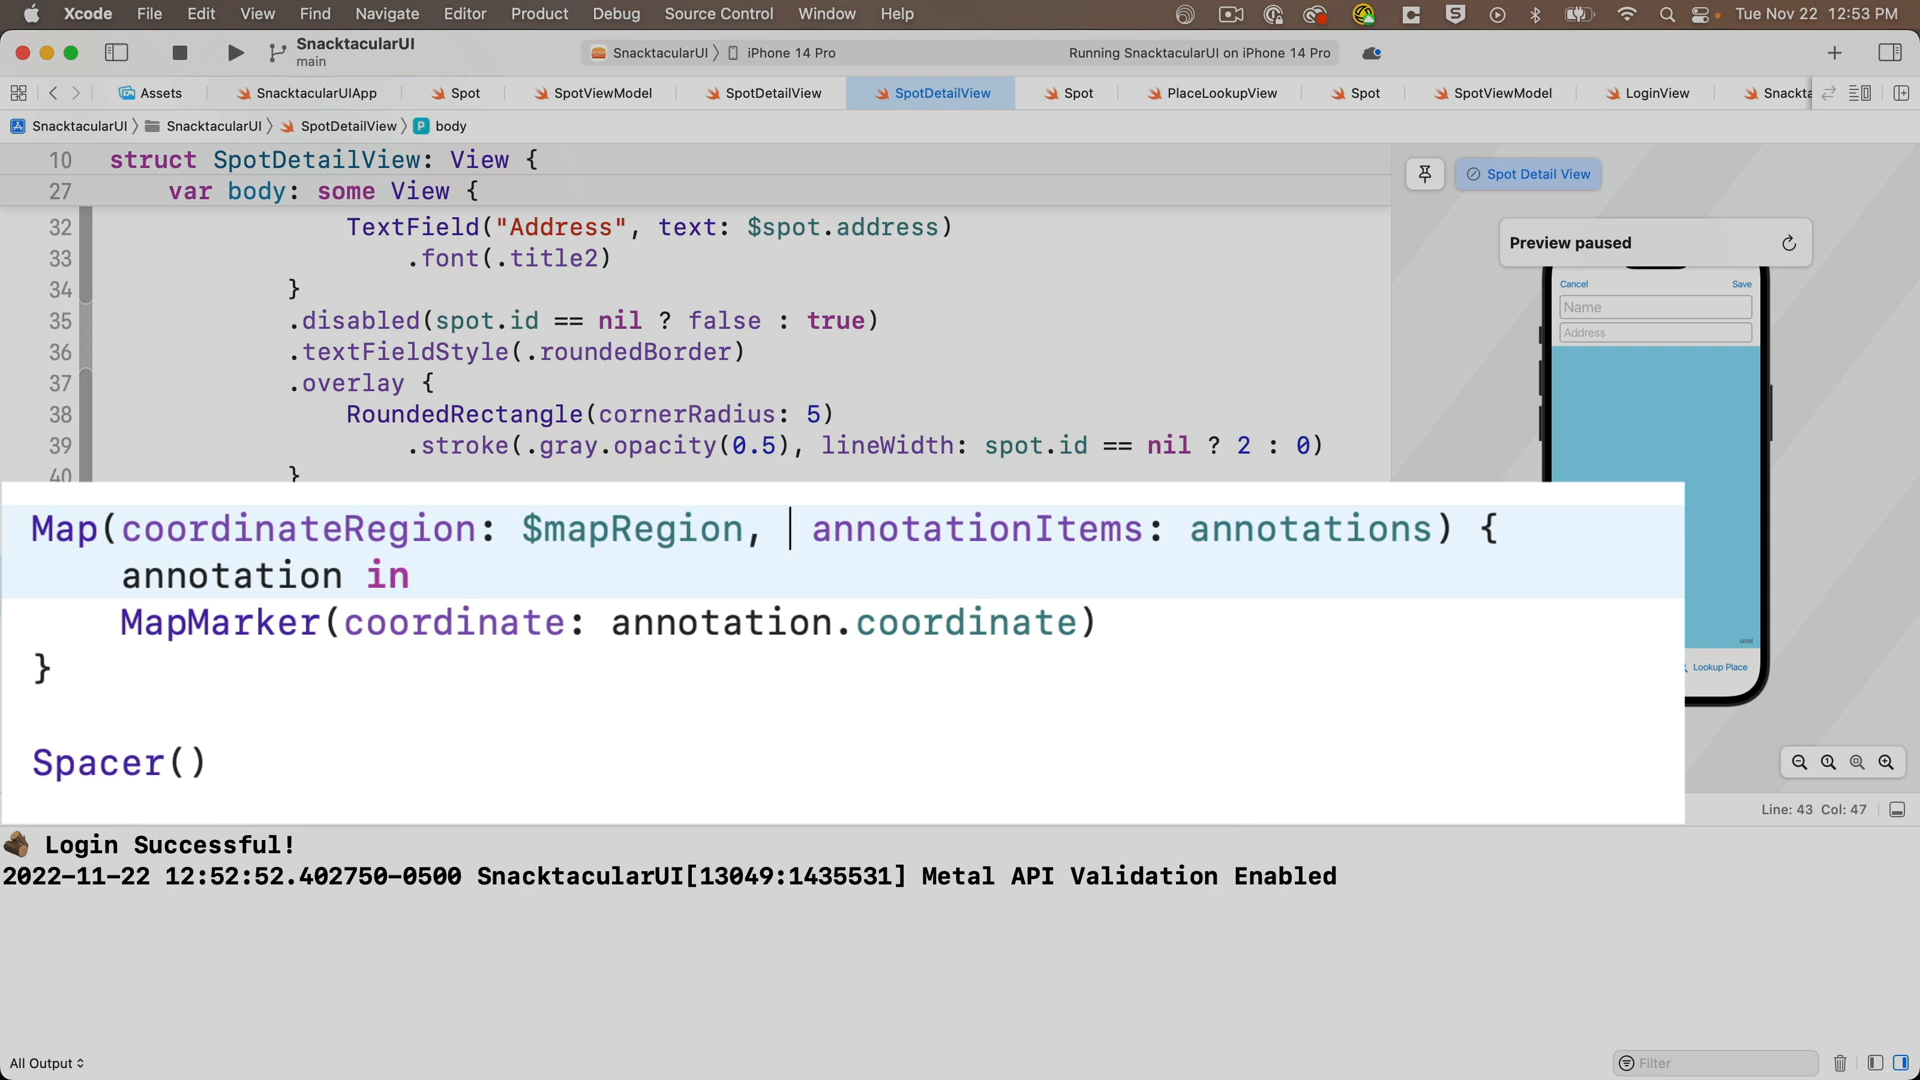 Xcode File Edit View Find Navigate Editor Product Debug Source Control Window Help Tue Nov 22 12:53 PM
SnacktacularUI
main
SnacktacularUI 〉 iPhone 14 Pro
Running SnacktacularUI on iPhone 14 Pro
Assets SnacktacularUIApp Spot SpotViewModel SpotDetailView SpotDetailView Spot PlaceLookupView Spot SpotViewModel LoginView Snackta
SnacktacularUI 〉 SnacktacularUI 〉 SpotDetailView 〉 P body
10 struct SpotDetailView: View {
27 var body: some View {
32 TextField("Address", text: $spot.address)
33 .font(.title2)
34 }
35 .disabled(spot.id == nil ? false : true)
36 .textFieldStyle(.roundedBorder)
37 .overlay {
38 RoundedRectangle(cornerRadius: 5)
39 .stroke(.gray.opacity(0.5), lineWidth: spot.id == nil ? 2 : 0)
40 }
Map(coordinateRegion: $mapRegion, annotationItems: annotations) {
annotation in
MapMarker(coordinate: annotation.coordinate)
}
Spacer()
Spot Detail View
Preview paused
Cancel Save
Name
Address
Lookup Place
Line: 43 Col: 47
🪵 Login Successful!
2022-11-22 12:52:52.402750-0500 SnacktacularUI[13049:1435531] Metal API Validation Enabled
All Output
Filter